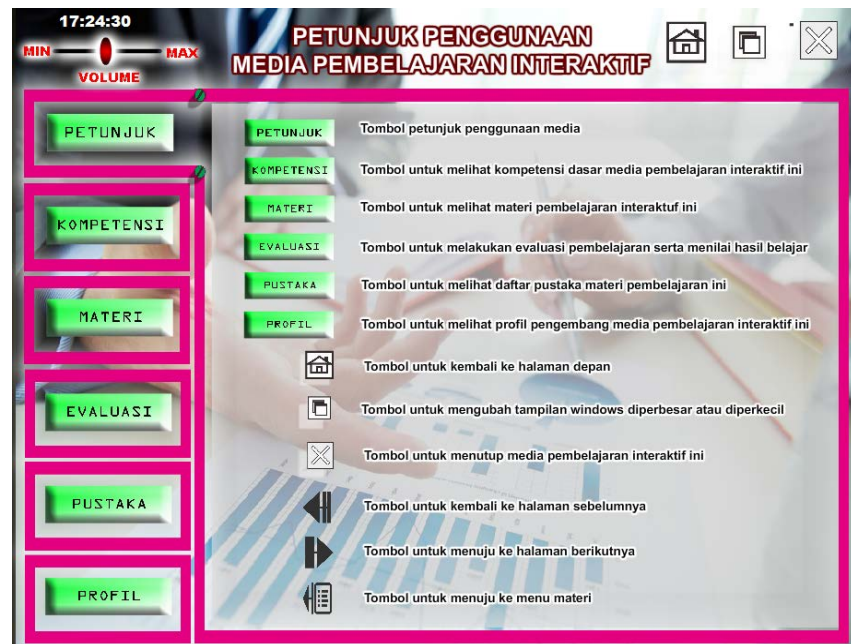 17:24:30
MIN MAX
VOLUME
PETUNJUK PENGGUNAAN
MEDIA PEMBELAJARAN INTERAKTIF
PETUNJUK
KOMPETENSI
MATERI
EVALUASI
PUSTAKA
PROFIL
PETUNJUK Tombol petunjuk penggunaan media
KOMPETENSI Tombol untuk melihat kompetensi dasar media pembelajaran interaktif ini
MATERI Tombol untuk melihat materi pembelajaran interaktuf ini
EVALUASI Tombol untuk melakukan evaluasi pembelajaran serta menilai hasil belajar
PUSTAKA Tombol untuk melihat daftar pustaka materi pembelajaran ini
PROFIL Tombol untuk melihat profil pengembang media pembelajaran interaktif ini
Tombol untuk kembali ke halaman depan
Tombol untuk mengubah tampilan windows diperbesar atau diperkecil
Tombol untuk menutup media pembelajaran interaktif ini
Tombol untuk kembali ke halaman sebelumnya
Tombol untuk menuju ke halaman berikutnya
Tombol untuk menuju ke menu materi